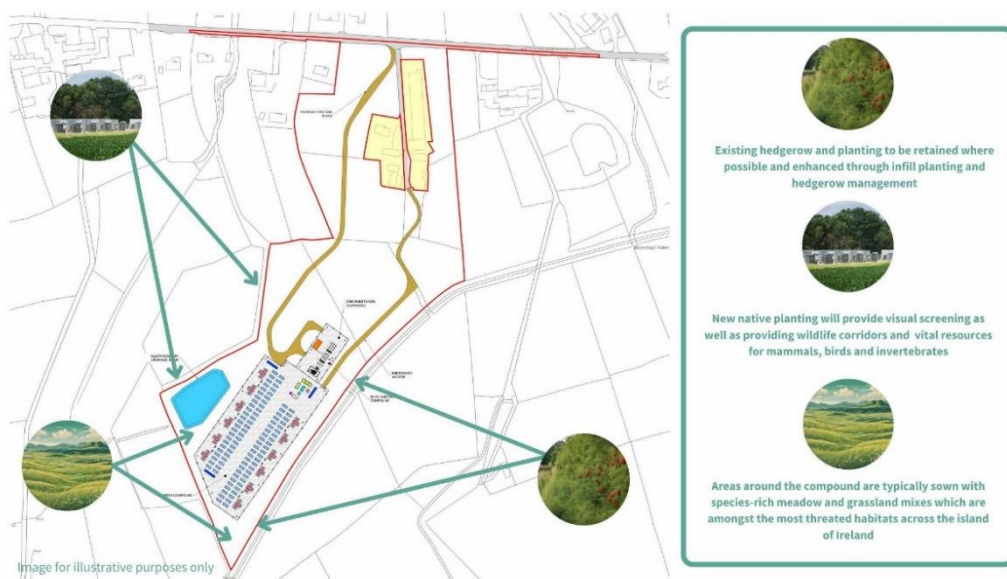 EMERGENCY
ACCESS
Image for illustrative purposes only
Existing hedgerow and planting to be retained where
possible and enhanced through infill planting and
hedgerow management
New native planting will provide visual screening as
well as providing wildlife corridors and vital resources
for mammals, birds and invertebrates
Areas around the compound are typically sown with
species-rich meadow and grassland mixes which are
amongst the most threated habitats across the island
of Ireland